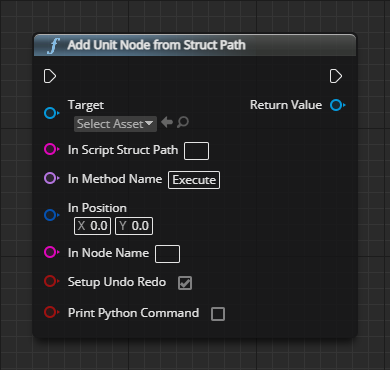 f Add Unit Node from Struct Path
Target Return Value
Select Asset
In Script Struct Path
In Method Name Execute
In Position
X 0.0 Y 0.0
In Node Name
Setup Undo Redo
Print Python Command